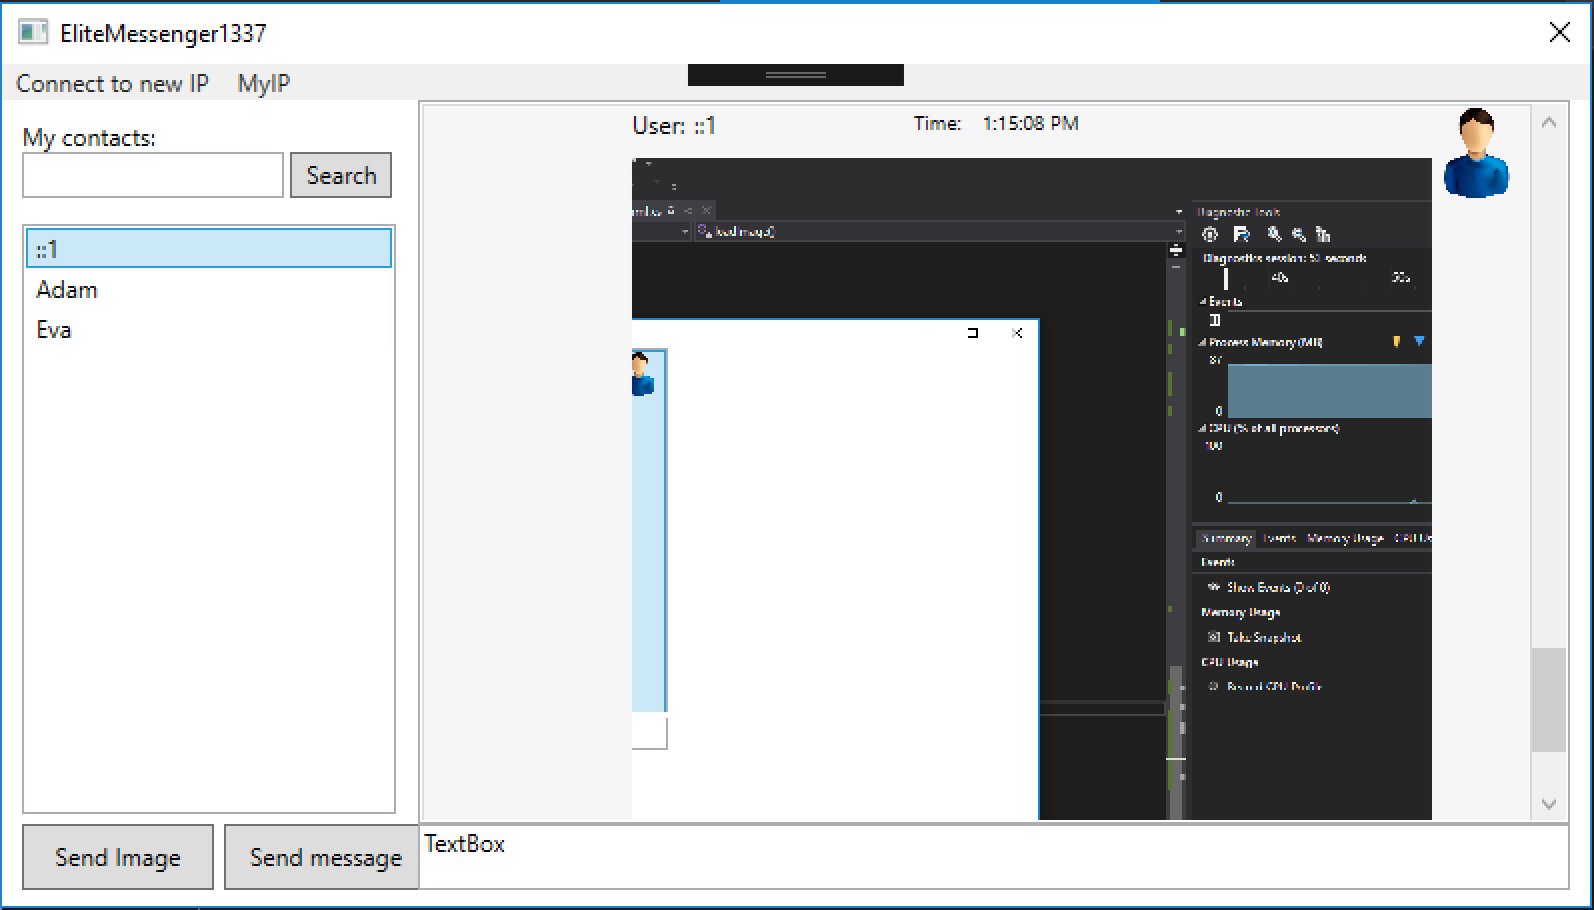 EliteMessenger1337
Connect to new IP MyIP
My contacts:
Search
::1
Adam
Eva
Send Image
Send message
User: ::1 Time: 1:15:08 PM
loadimage()
Diagnostic Tools
Diagnostics session: 51 seconds
40s 50s
Events
Process Memory (MB)
87
0
CPU (% of all processors)
100
0
Summary Events Memory Usage
Events
Show Events (0 of 0)
Memory Usage
Take Snapshot
CPU Usage
Record CPU Profile
TextBox